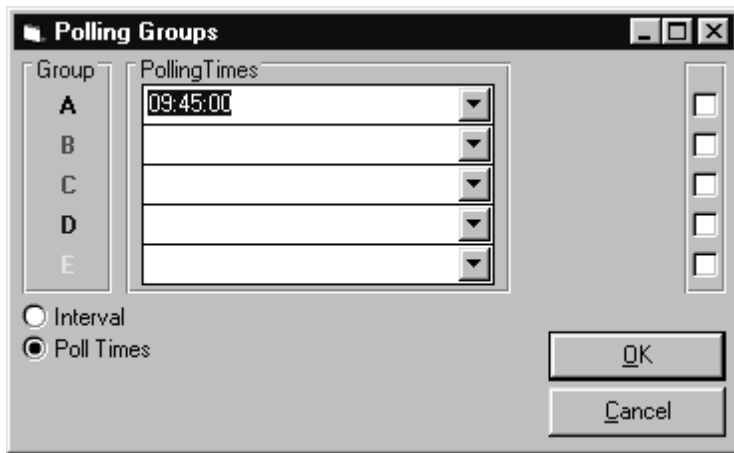 Polling Groups
Group PollingTimes
A 09:45:00
B
C
D
E
Interval
Poll Times
OK
Cancel